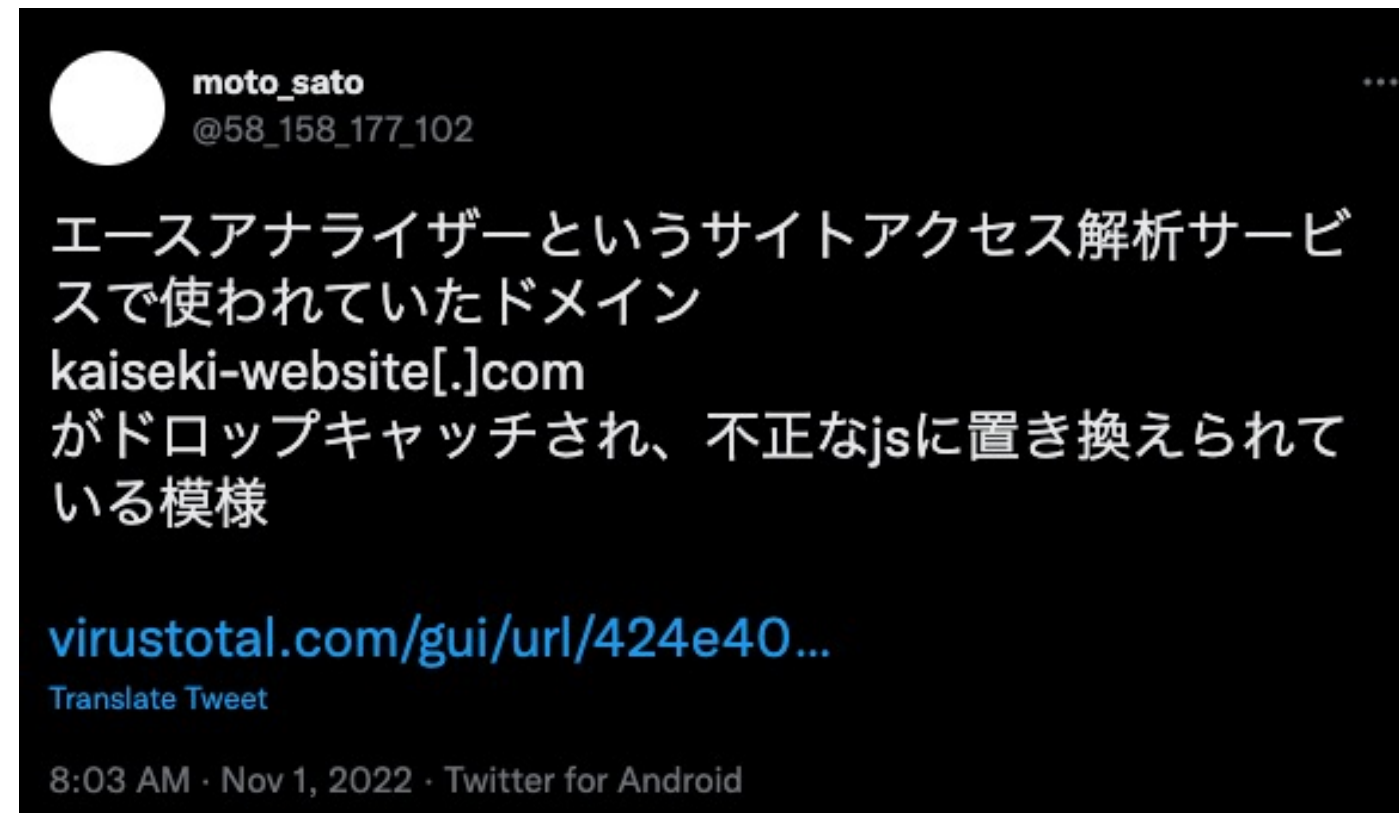 moto_sato
@58_158_177_102
エースアナライザーというサイトアクセス解析サービ
スで使われていたドメイン
kaiseki-website[.]com
がドロップキャッチされ、不正なjsに置き換えられて
いる模様
virustotal.com/gui/url/424e40...
Translate Tweet
8:03 AM · Nov 1, 2022 · Twitter for Android